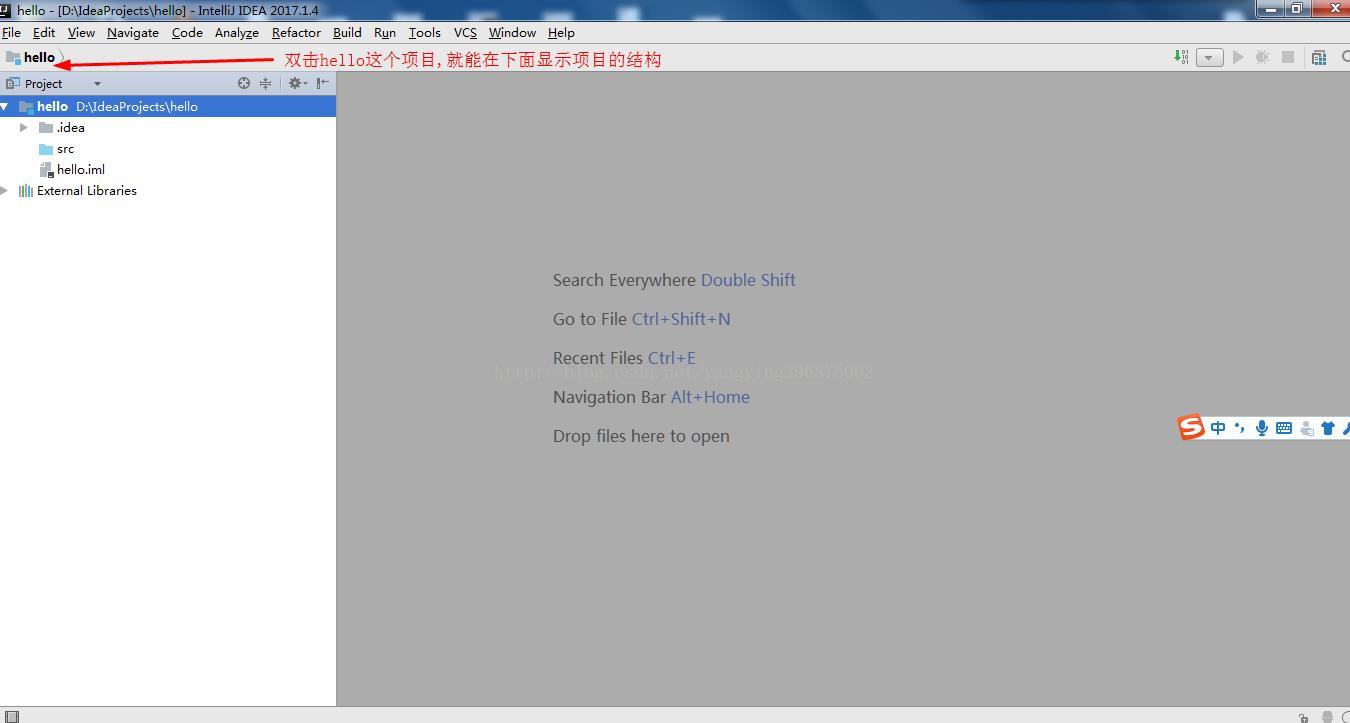 hello - [D:\IdeaProjects\hello] - IntelliJ IDEA 2017.1.4
File Edit View Navigate Code Analyze Refactor Build Run Tools VCS Window Help
hello
双击hello这个项目,就能在下面显示项目的结构
Project
hello D:\IdeaProjects\hello
.idea
src
hello.iml
External Libraries
Search Everywhere Double Shift
Go to File Ctrl+Shift+N
Recent Files Ctrl+E
http://blog.csdn.net/yangying496875002
Navigation Bar Alt+Home
Drop files here to open
中